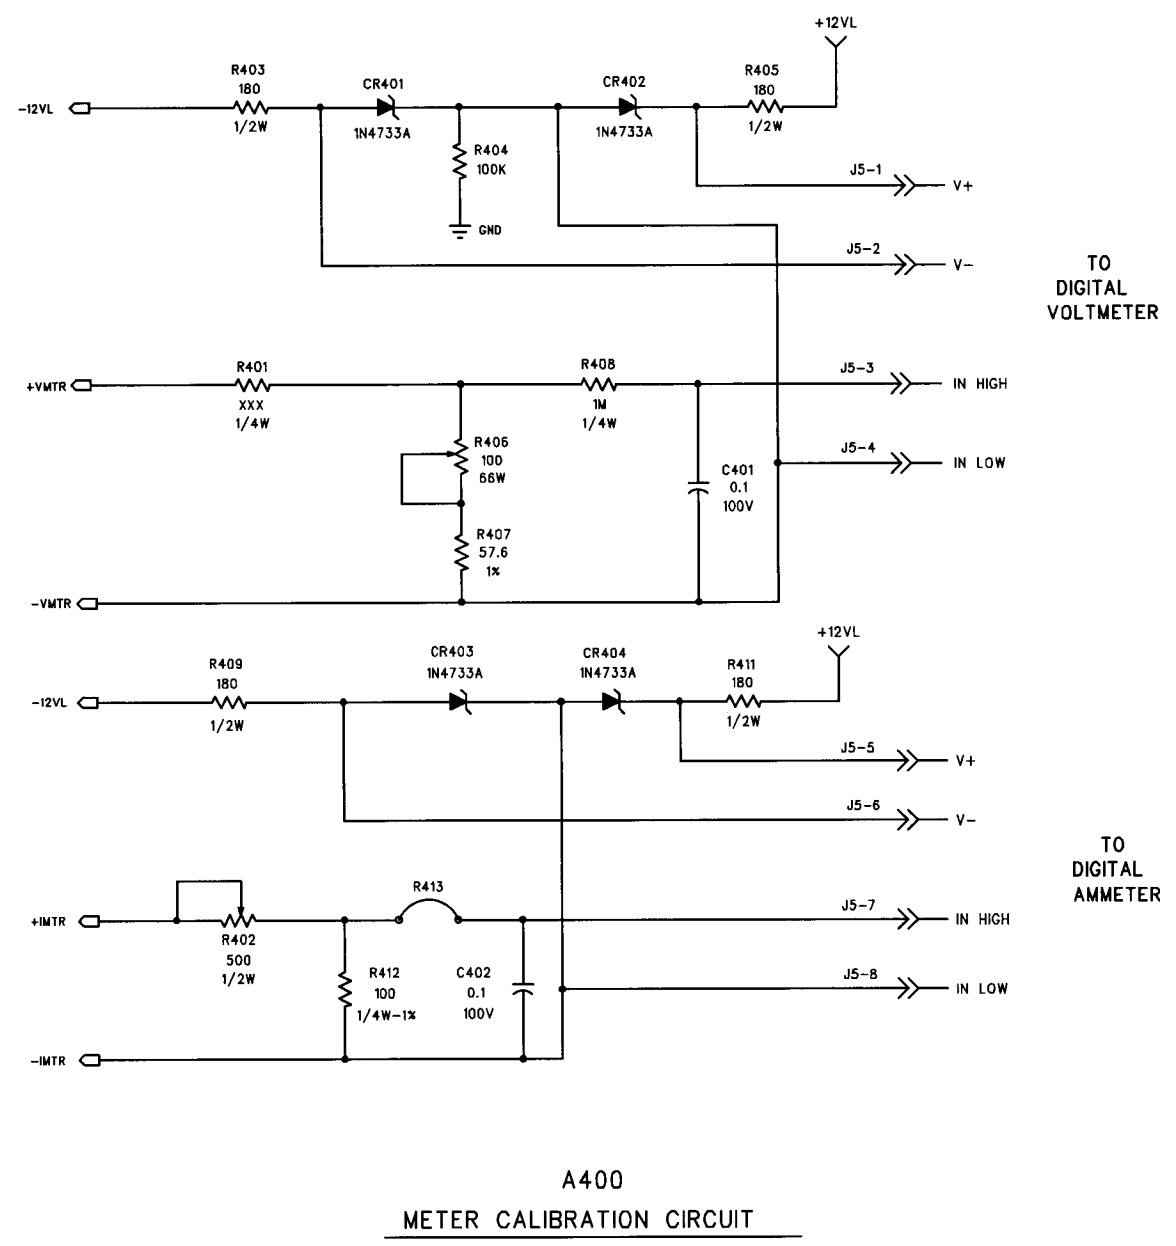 +12VL
R403
180
1/2W
CR401
1N4733A
CR402
1N4733A
R405
180
1/2W
-12VL
R404
100K
GND
J5-1
V+
J5-2
V-
TO
DIGITAL
VOLTMETER
+VMTR
R401
XXX
1/4W
R408
1M
1/4W
J5-3
IN HIGH
R406
100
66W
J5-4
IN LOW
C401
0.1
100V
R407
57.6
1%
-VMTR
+12VL
R409
180
1/2W
CR403
1N4733A
CR404
1N4733A
R411
180
1/2W
-12VL
J5-5
V+
J5-6
V-
TO
DIGITAL
AMMETER
+IMTR
R402
500
1/2W
R413
J5-7
IN HIGH
R412
100
1/4W-1%
C402
0.1
100V
J5-8
IN LOW
-IMTR
A400
METER CALIBRATION CIRCUIT